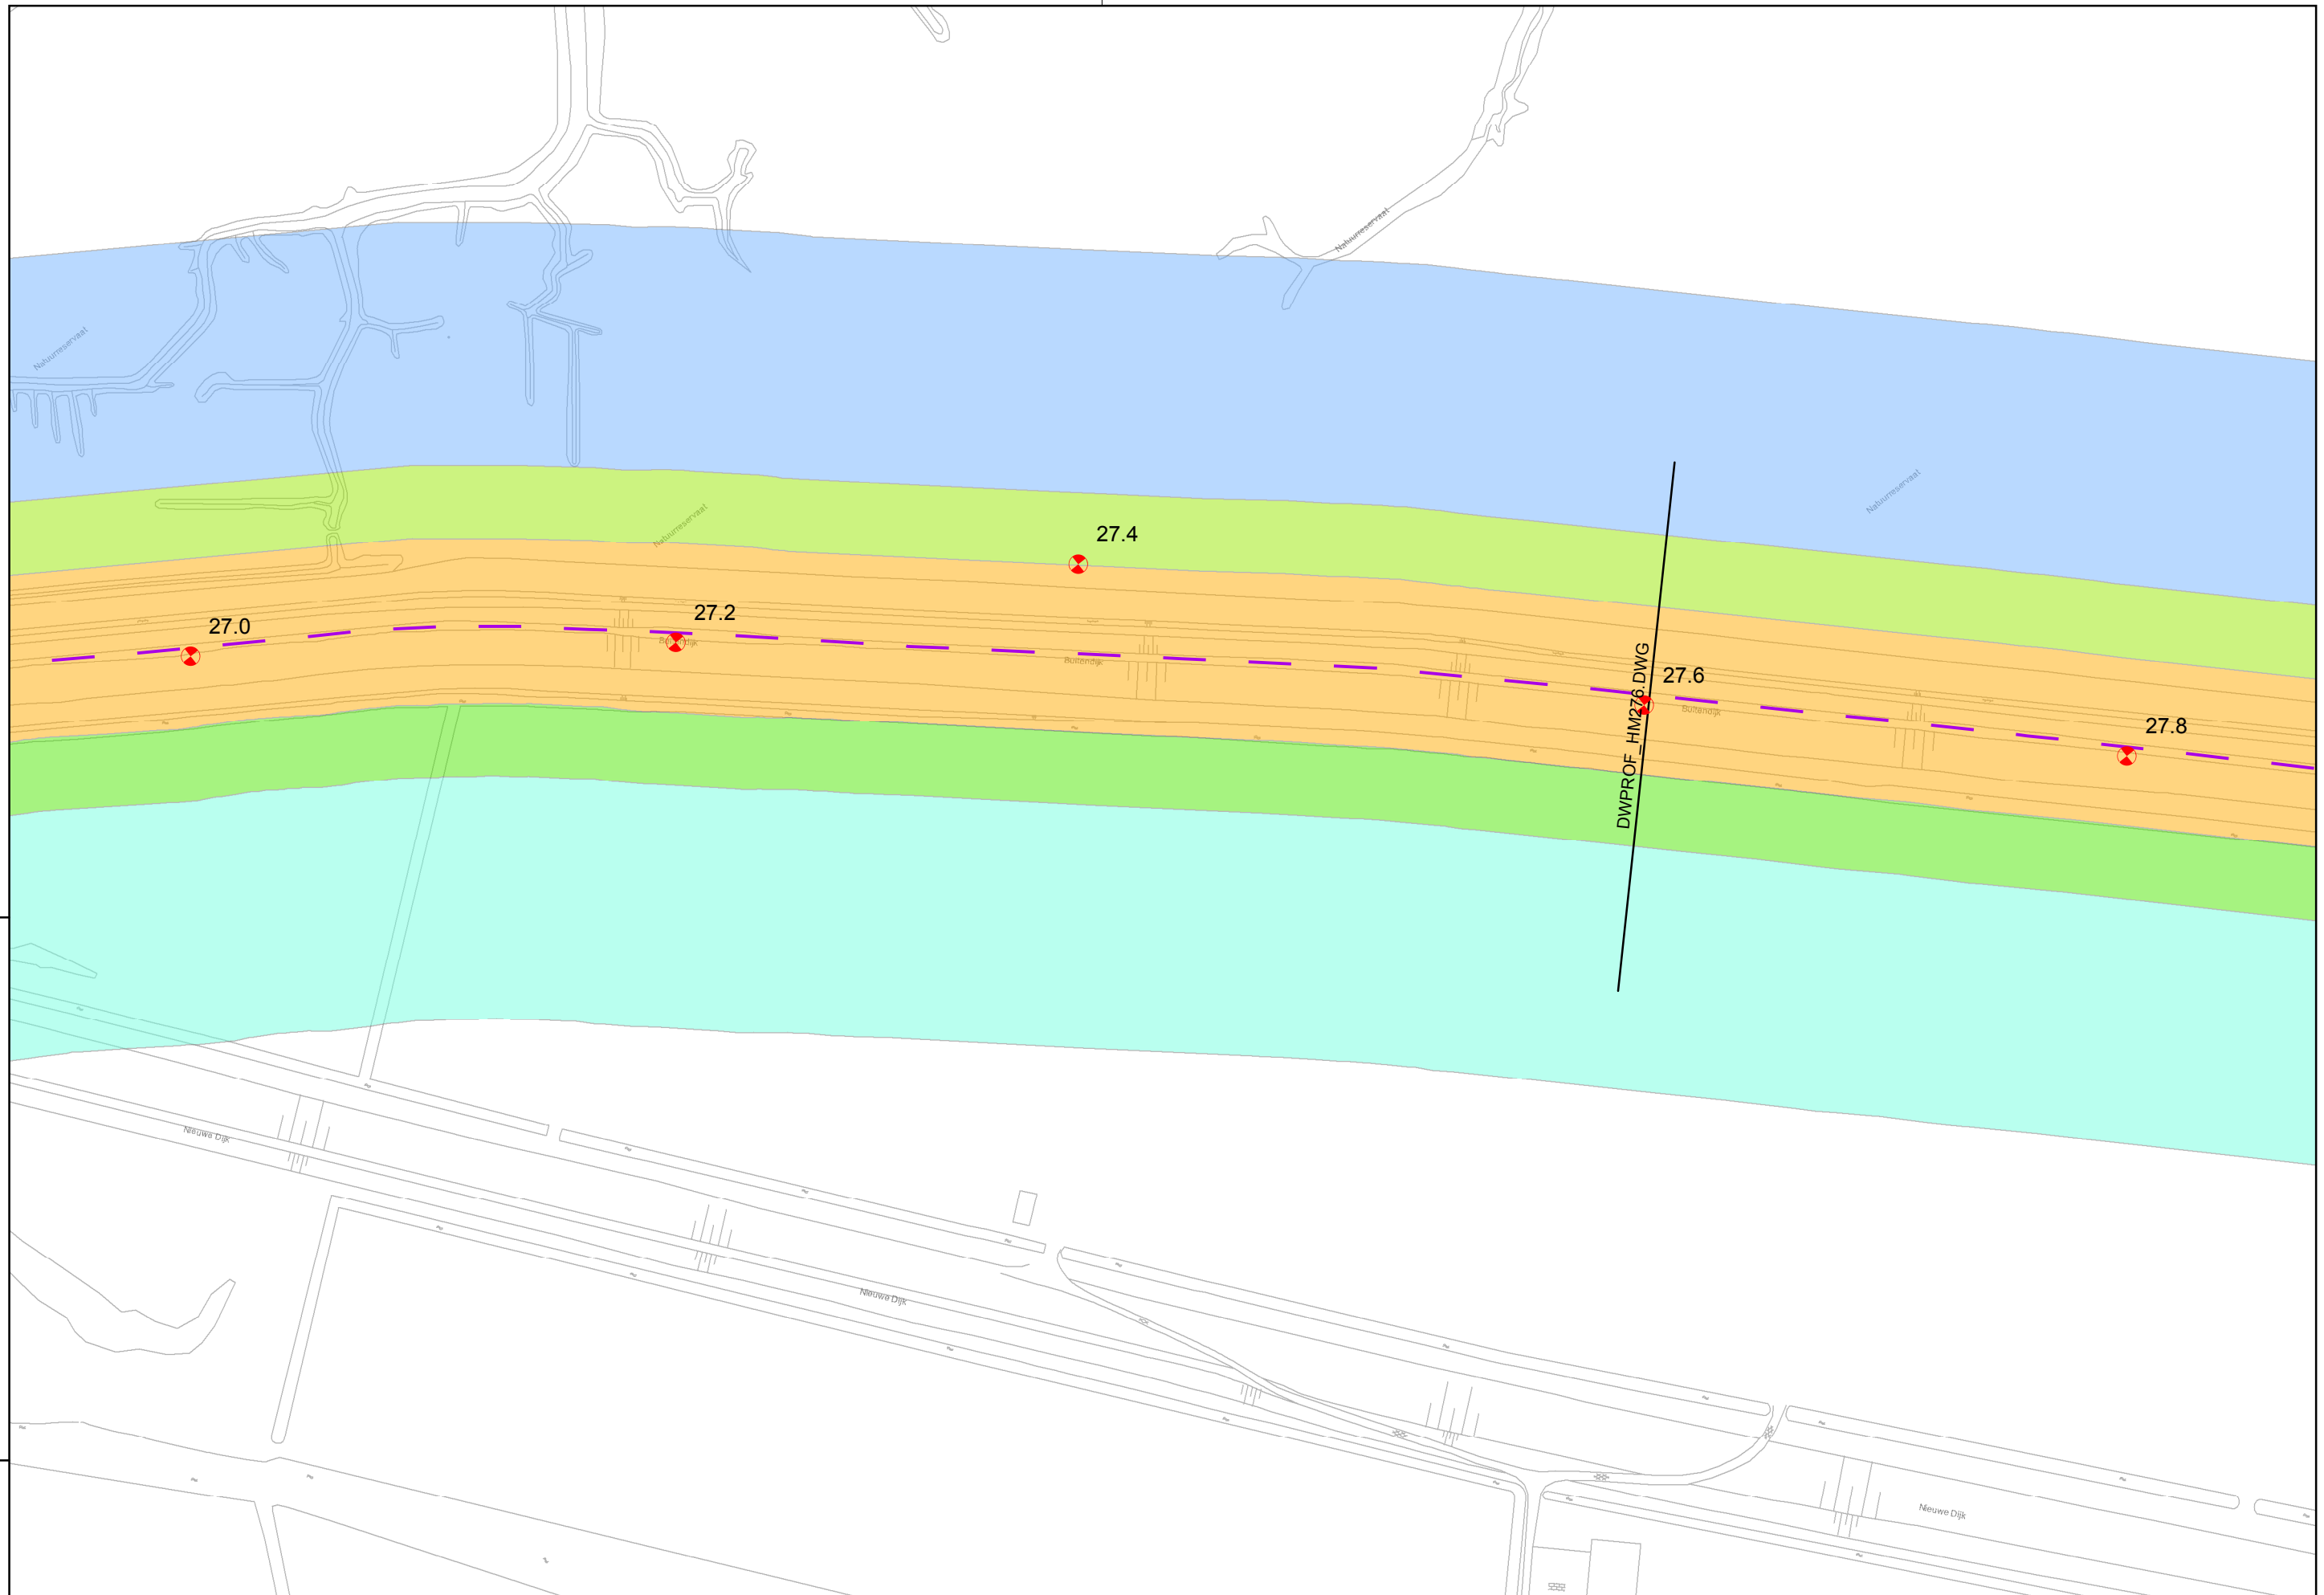 Natuurreservaat
Natuurreservaat
Natuurreservaat
Natuurreservaat
27.4
27.2
27.0
Buitendijk
Buitendijk
DWPROF_HM276.DWG
27.6
Buitendijk
27.8
Nieuwe Dijk
Nieuwe Dijk
Nieuwe Dijk